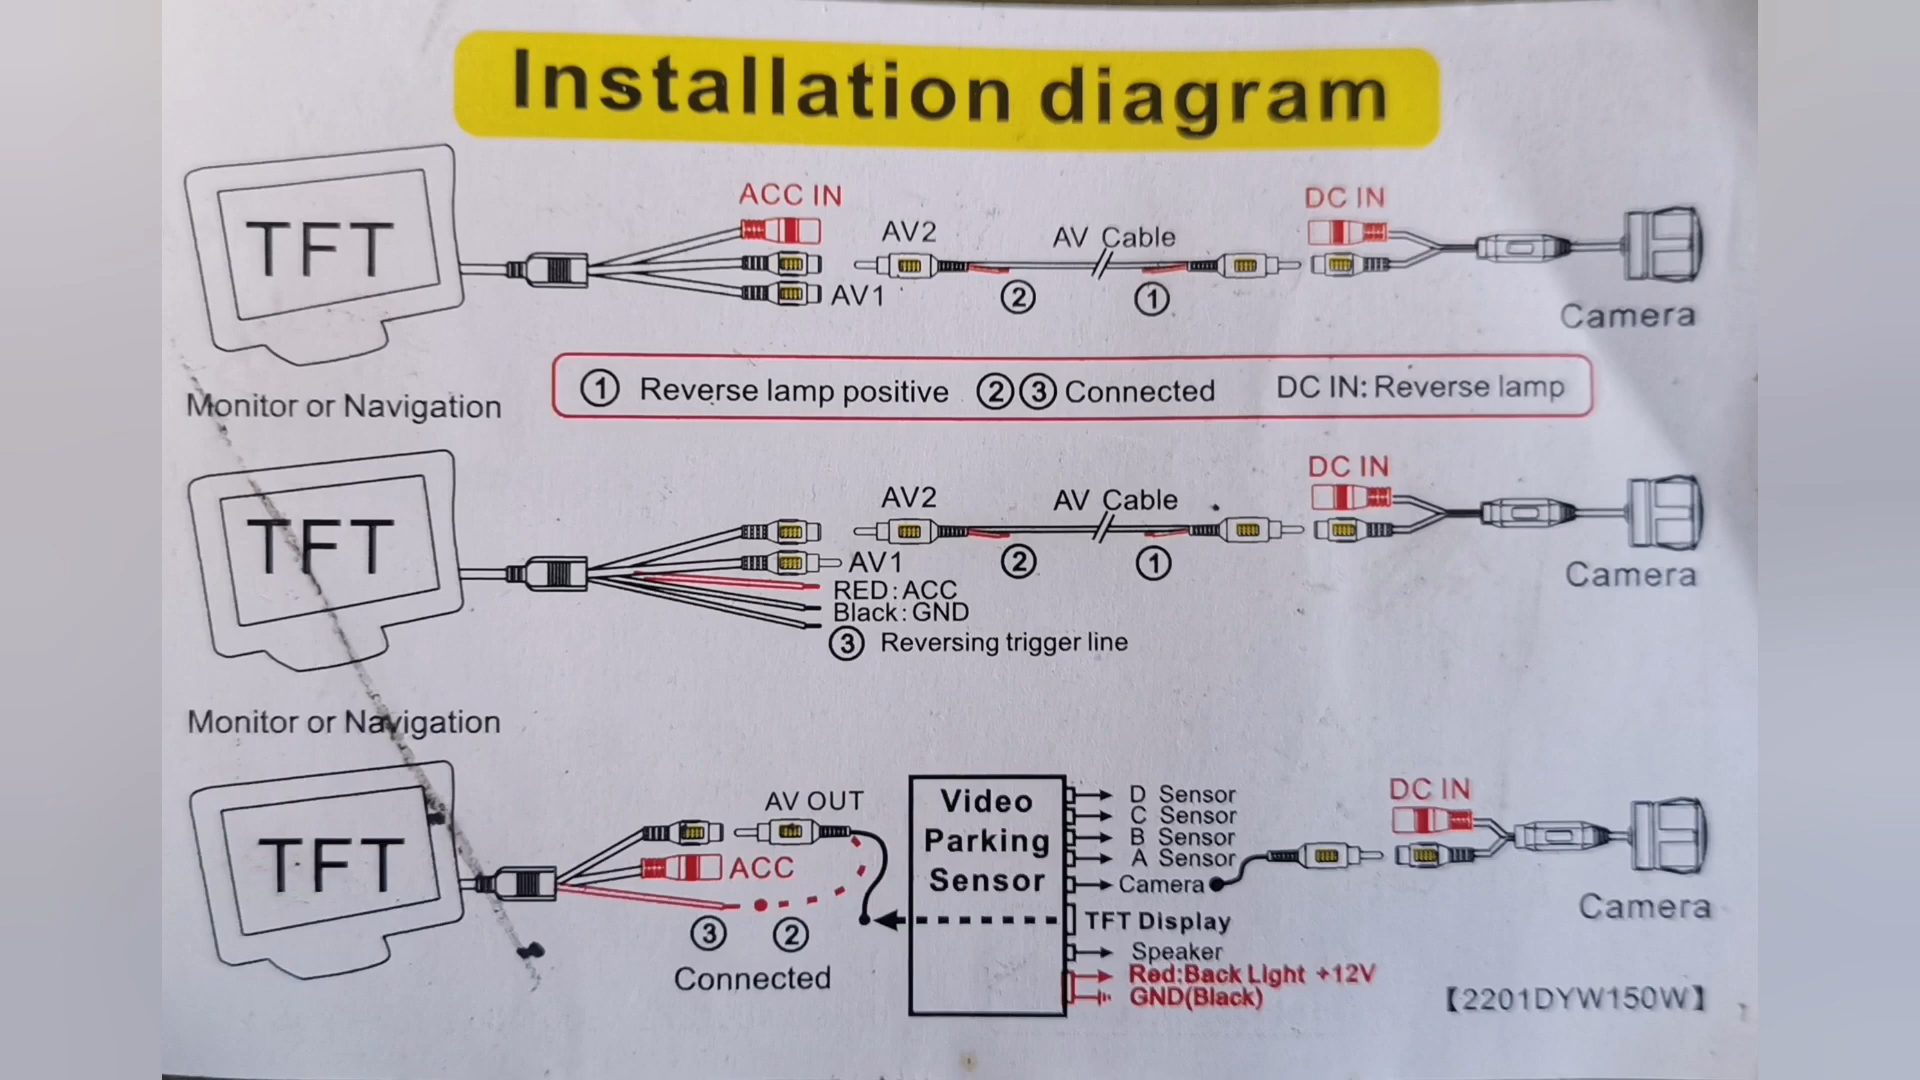 Installation diagram
TFT
ACC IN
AV1
AV2
AV Cable
②
①
DC IN
Camera
Monitor or Navigation
① Reverse lamp positive ②③ Connected DC IN: Reverse lamp
TFT
AV2
AV Cable
②
①
DC IN
Camera
AV1
RED:ACC
Black:GND
③ Reversing trigger line
Monitor or Navigation
TFT
AV OUT
ACC
③ ②
Connected
Video
Parking
Sensor
D Sensor
C Sensor
B Sensor
A Sensor
Camera
TFT Display
Speaker
Red:Back Light +12V
GND(Black)
DC IN
Camera
【2201DYW150W】